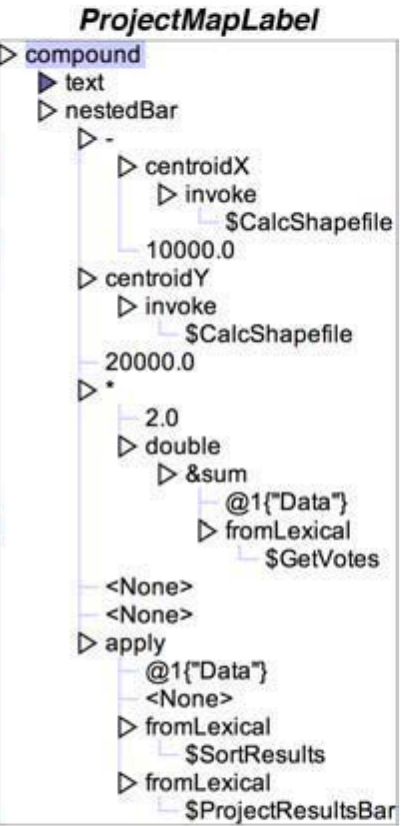 ProjectMapLabel
compound
text
nestedBar
-
centroidX
invoke
$CalcShapefile
10000.0
centroidY
invoke
$CalcShapefile
20000.0
*
2.0
double
&sum
@1{"Data"}
fromLexical
$GetVotes
<None>
<None>
apply
@1{"Data"}
<None>
fromLexical
$SortResults
fromLexical
$ProjectResultsBar